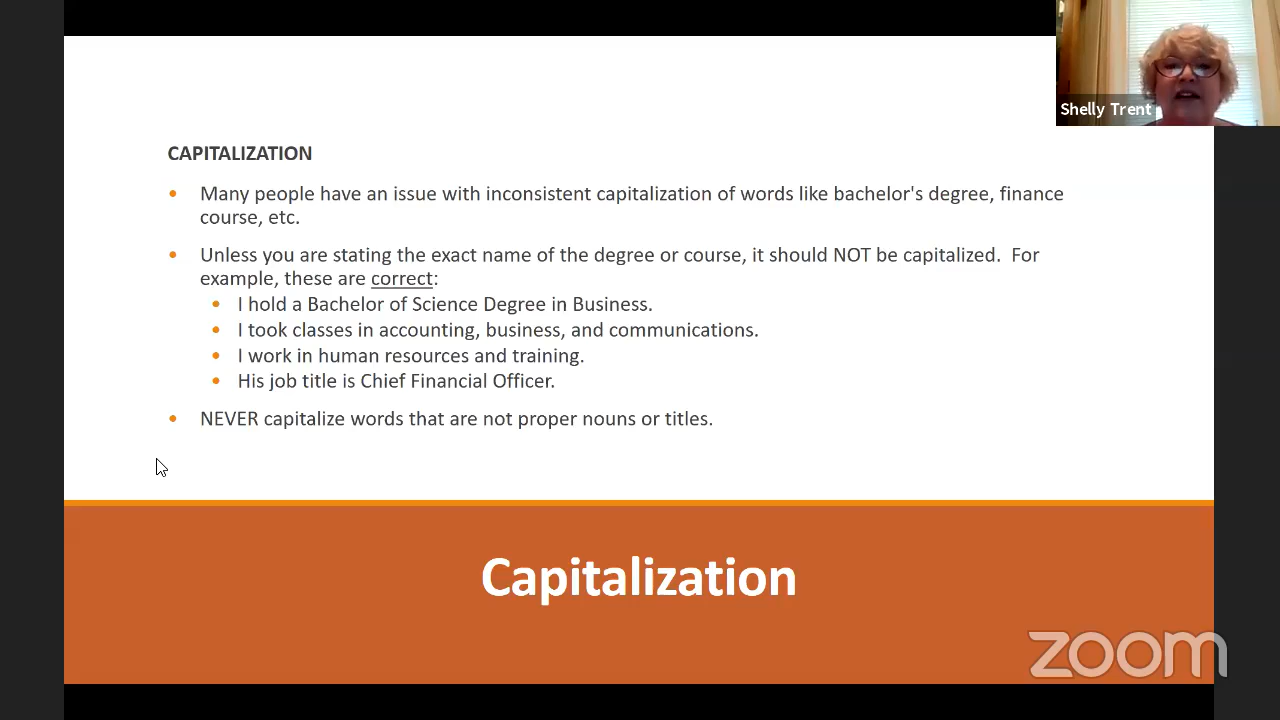 Shelly Trent
CAPITALIZATION
• Many people have an issue with inconsistent capitalization of words like bachelor's degree, finance
course, etc.
• Unless you are stating the exact name of the degree or course, it should NOT be capitalized.  For
example, these are correct:
• I hold a Bachelor of Science Degree in Business.
• I took classes in accounting, business, and communications.
• I work in human resources and training.
• His job title is Chief Financial Officer.
• NEVER capitalize words that are not proper nouns or titles.
Capitalization
zoom